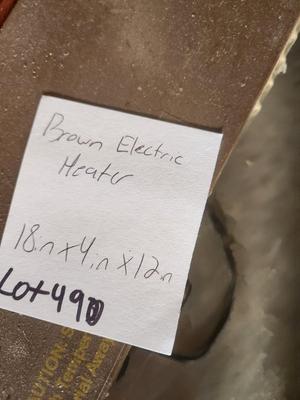 Brown Electric
Heater
18in x 4in x 12in
Lot 490